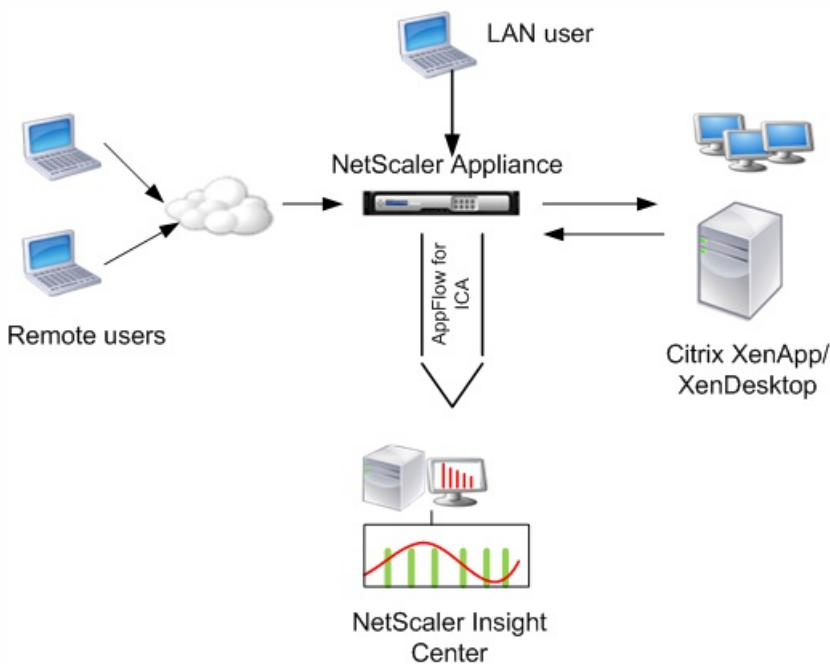 LAN user
NetScaler Appliance
AppFlow for
ICA
Remote users
Citrix XenApp/
XenDesktop
NetScaler Insight
Center